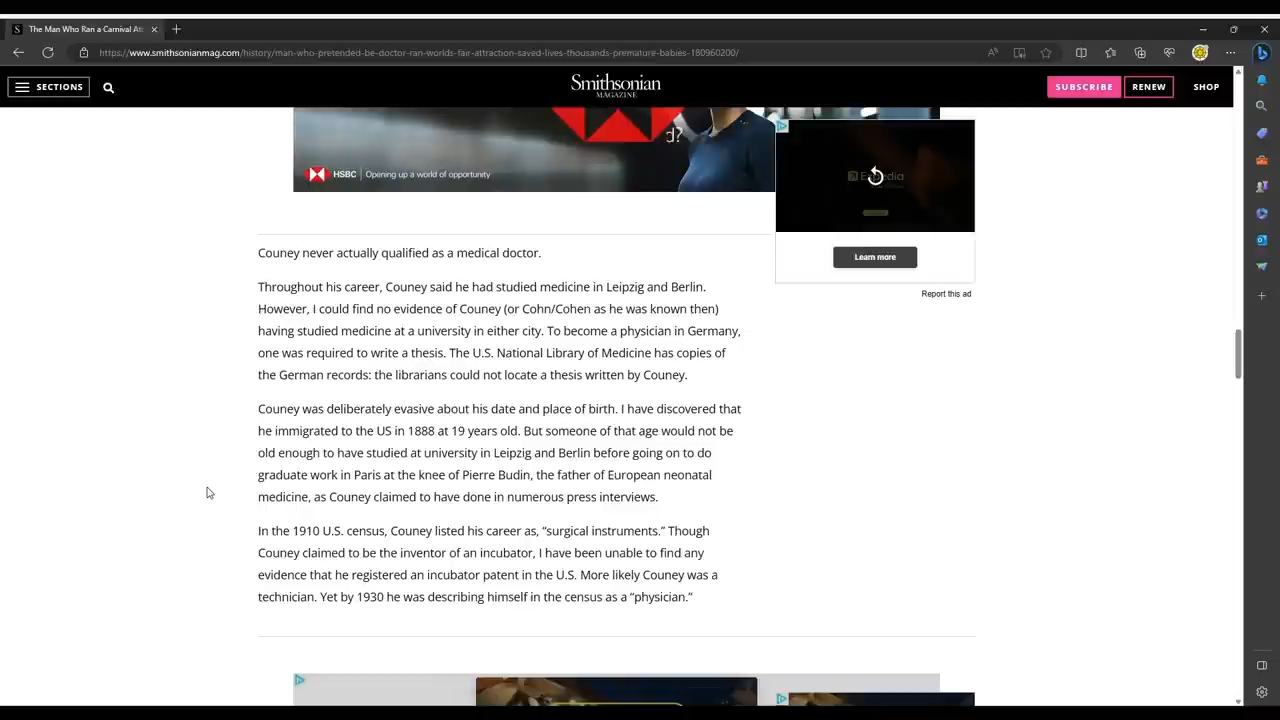 The Man Who Ran a Carnival At
https://www.smithsonianmag.com/history/man-who-pretended-be-doctor-ran-worlds-fair-attraction-saved-lives-thousands-premature-babies-180960200/
SECTIONS
Smithsonian
MAGAZINE
SUBSCRIBE
RENEW
SHOP
d?
HSBC
Opening up a world of opportunity
Expedia
Learn more
Report this ad
Couney never actually qualified as a medical doctor.
Throughout his career, Couney said he had studied medicine in Leipzig and Berlin.
However, I could find no evidence of Couney (or Cohn/Cohen as he was known then)
having studied medicine at a university in either city. To become a physician in Germany,
one was required to write a thesis. The U.S. National Library of Medicine has copies of
the German records: the librarians could not locate a thesis written by Couney.
Couney was deliberately evasive about his date and place of birth. I have discovered that
he immigrated to the US in 1888 at 19 years old. But someone of that age would not be
old enough to have studied at university in Leipzig and Berlin before going on to do
graduate work in Paris at the knee of Pierre Budin, the father of European neonatal
medicine, as Couney claimed to have done in numerous press interviews.
In the 1910 U.S. census, Couney listed his career as, “surgical instruments.” Though
Couney claimed to be the inventor of an incubator, I have been unable to find any
evidence that he registered an incubator patent in the U.S. More likely Couney was a
technician. Yet by 1930 he was describing himself in the census as a “physician.”